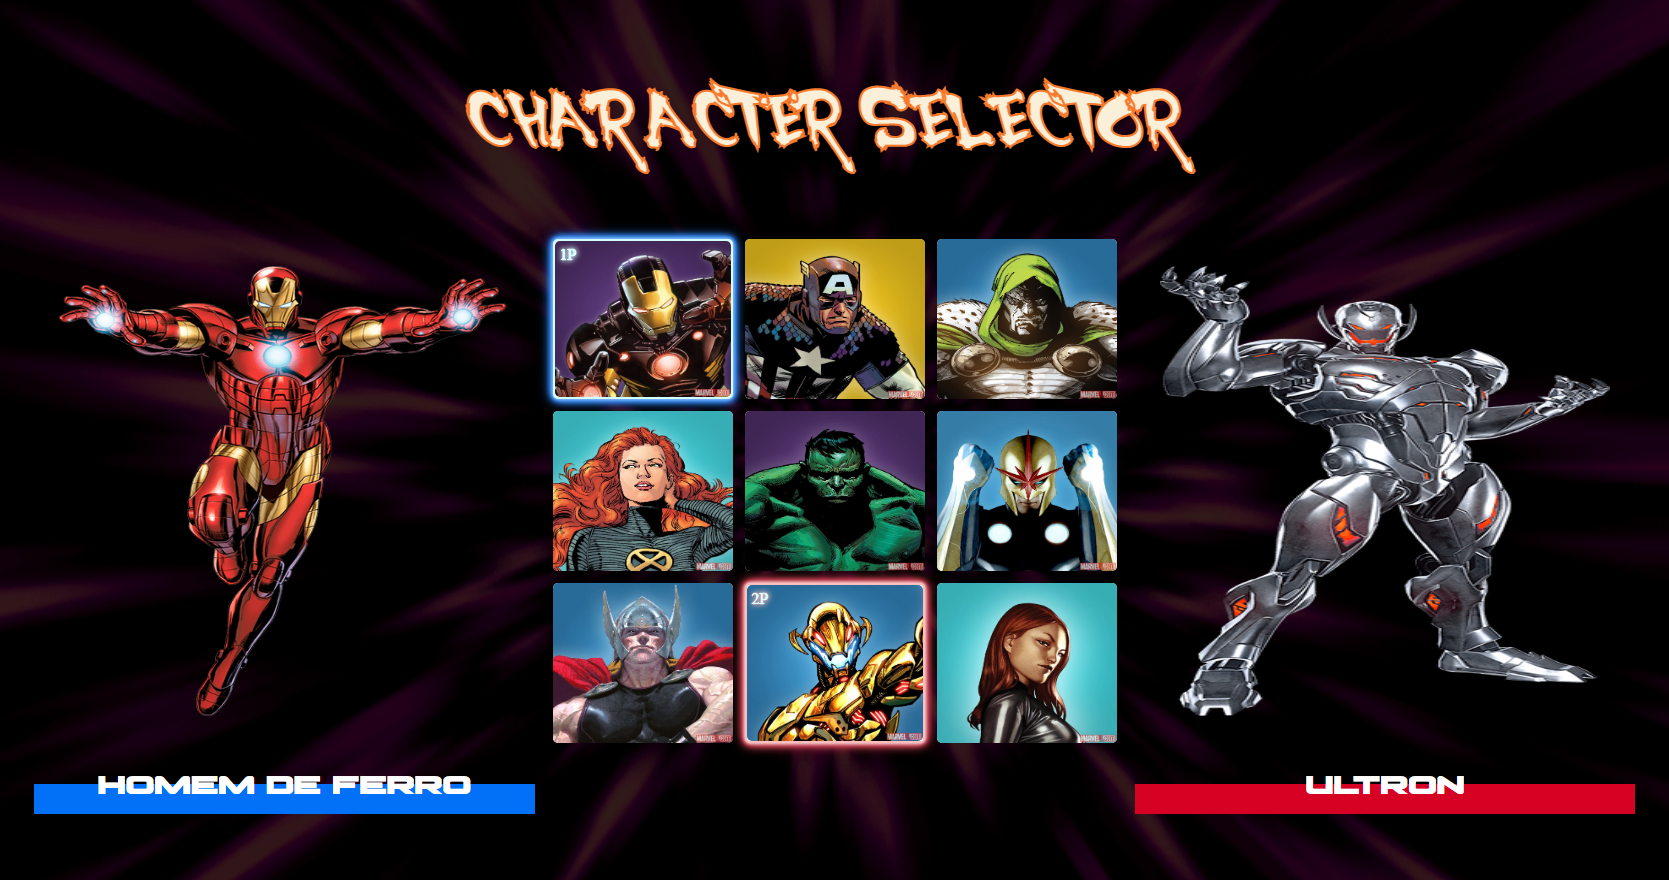 CHARACTER SELECTOR
1P
2P
HOMEM DE FERRO
ULTRON